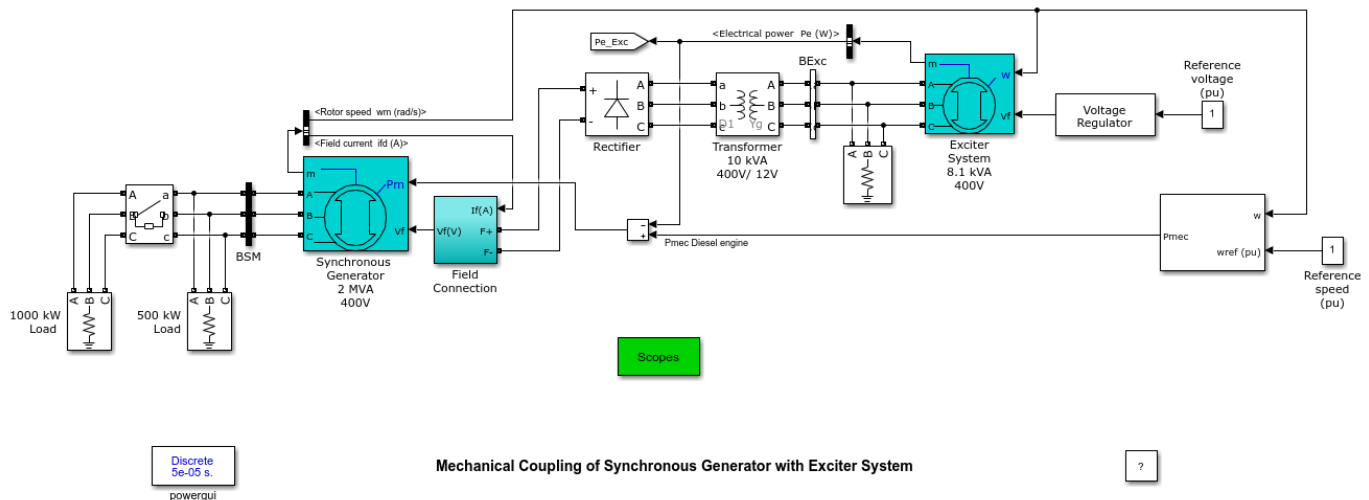 Pe_Exc
<Electrical power Pe (W)>
BExc
m
w
A
B
C
Vf
Exciter
System
8.1 kVA
400V
Voltage
Regulator
Reference
voltage
(pu)
1
+
-
A
B
C
Rectifier
a
b
c
D1 Yg
A
B
C
Transformer
10 kVA
400V/ 12V
A B C
<Rotor speed wm (rad/s)>
<Field current ifd (A)>
m
Pm
A
B
C
Vf
Synchronous
Generator
2 MVA
400V
If(A)
Vf(V)
F+
F-
Field
Connection
-
+
Pmec Diesel engine
Pmec
w
wref (pu)
1
Reference
speed
(pu)
A
B
C
a
b
c
BSM
A B C
1000 kW
Load
A B C
500 kW
Load
Scopes
Discrete
5e-05 s.
powergui
Mechanical Coupling of Synchronous Generator with Exciter System
?